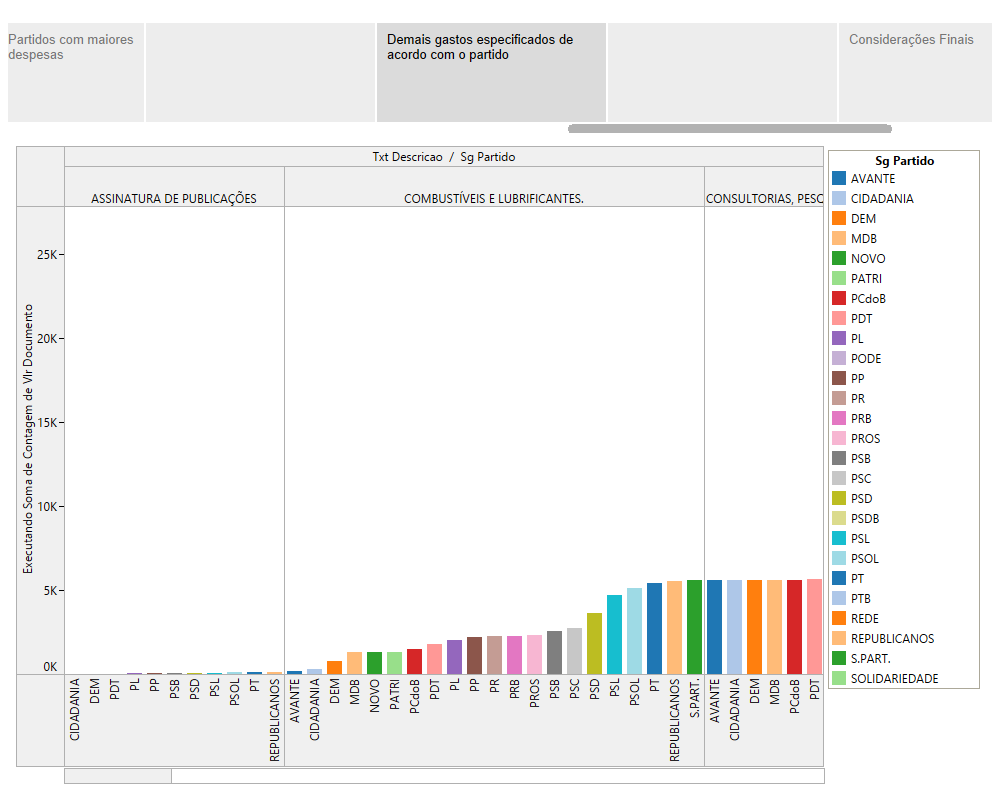 Partidos com maiores
despesas
Demais gastos especificados de
acordo com o partido
Considerações Finais
Txt Descricao / Sg Partido
ASSINATURA DE PUBLICAÇÕES
COMBUSTÍVEIS E LUBRIFICANTES.
CONSULTORIAS, PESC
Executando Soma de Contagem de Vlr Documento
25K
20K
15K
10K
5K
0K
CIDADANIA
DEM
PDT
PL
PP
PSB
PSD
PSL
PSOL
PT
REPUBLICANOS
AVANTE
CIDADANIA
DEM
MDB
NOVO
PATRI
PCdoB
PDT
PL
PP
PR
PRB
PROS
PSB
PSC
PSD
PSL
PSOL
PT
REPUBLICANOS
S.PART.
AVANTE
CIDADANIA
DEM
MDB
PCdoB
PDT
Sg Partido
AVANTE
CIDADANIA
DEM
MDB
NOVO
PATRI
PCdoB
PDT
PL
PODE
PP
PR
PRB
PROS
PSB
PSC
PSD
PSDB
PSL
PSOL
PT
PTB
REDE
REPUBLICANOS
S.PART.
SOLIDARIEDADE